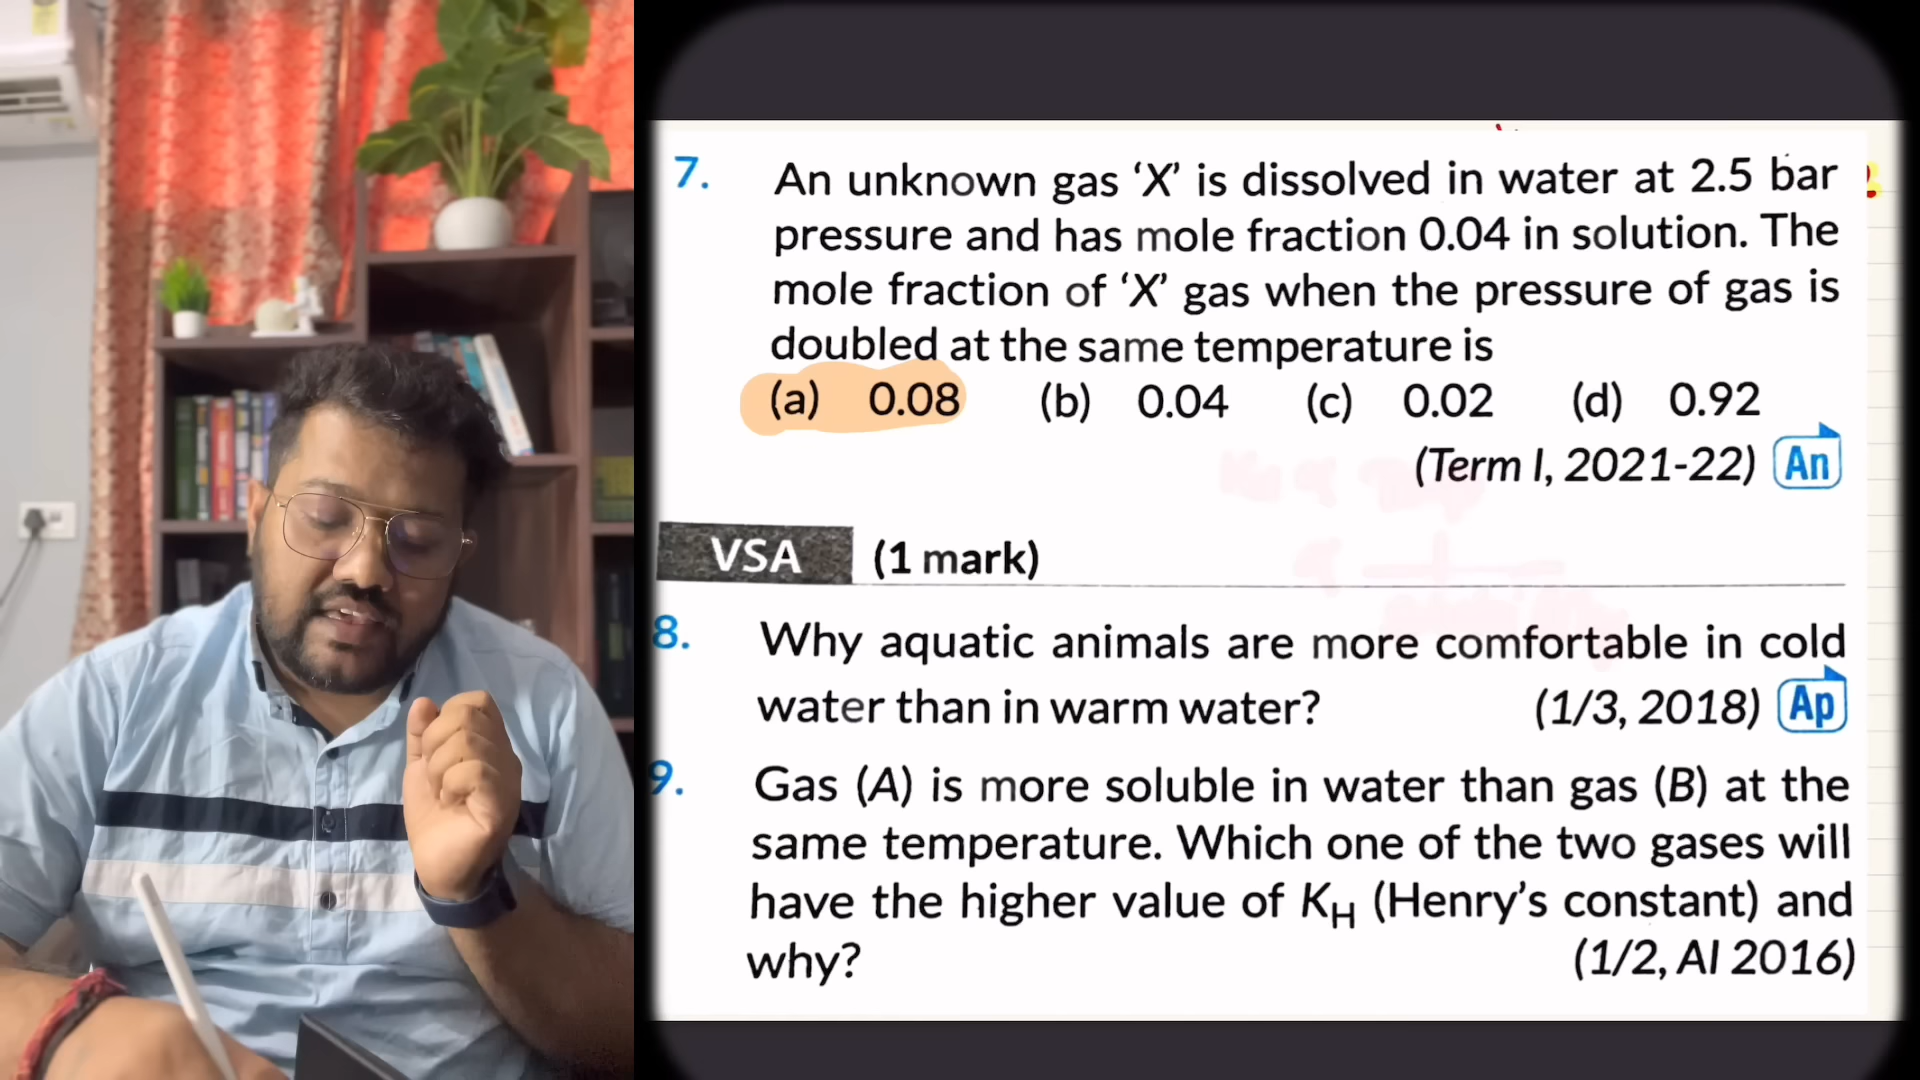 7. An unknown gas ‘X’ is dissolved in water at 2.5 bar
pressure and has mole fraction 0.04 in solution. The
mole fraction of ‘X’ gas when the pressure of gas is
doubled at the same temperature is
(a) 0.08 (b) 0.04 (c) 0.02 (d) 0.92
(Term I, 2021-22) An
VSA (1 mark)
8. Why aquatic animals are more comfortable in cold
water than in warm water? (1/3, 2018) Ap
9. Gas (A) is more soluble in water than gas (B) at the
same temperature. Which one of the two gases will
have the higher value of KH (Henry’s constant) and
why? (1/2, AI 2016)